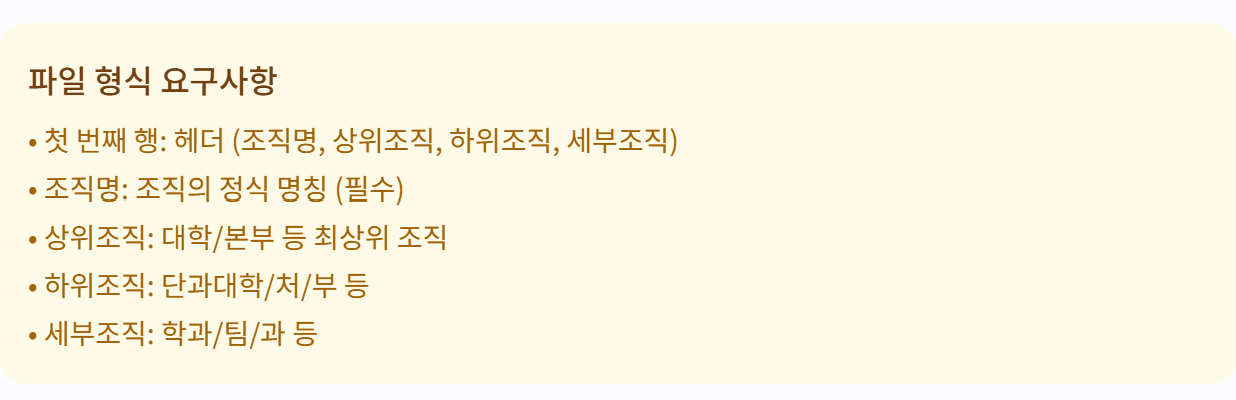 파일 형식 요구사항
• 첫 번째 행: 헤더 (조직명, 상위조직, 하위조직, 세부조직)
• 조직명: 조직의 정식 명칭 (필수)
• 상위조직: 대학/본부 등 최상위 조직
• 하위조직: 단과대학/처/부 등
• 세부조직: 학과/팀/과 등